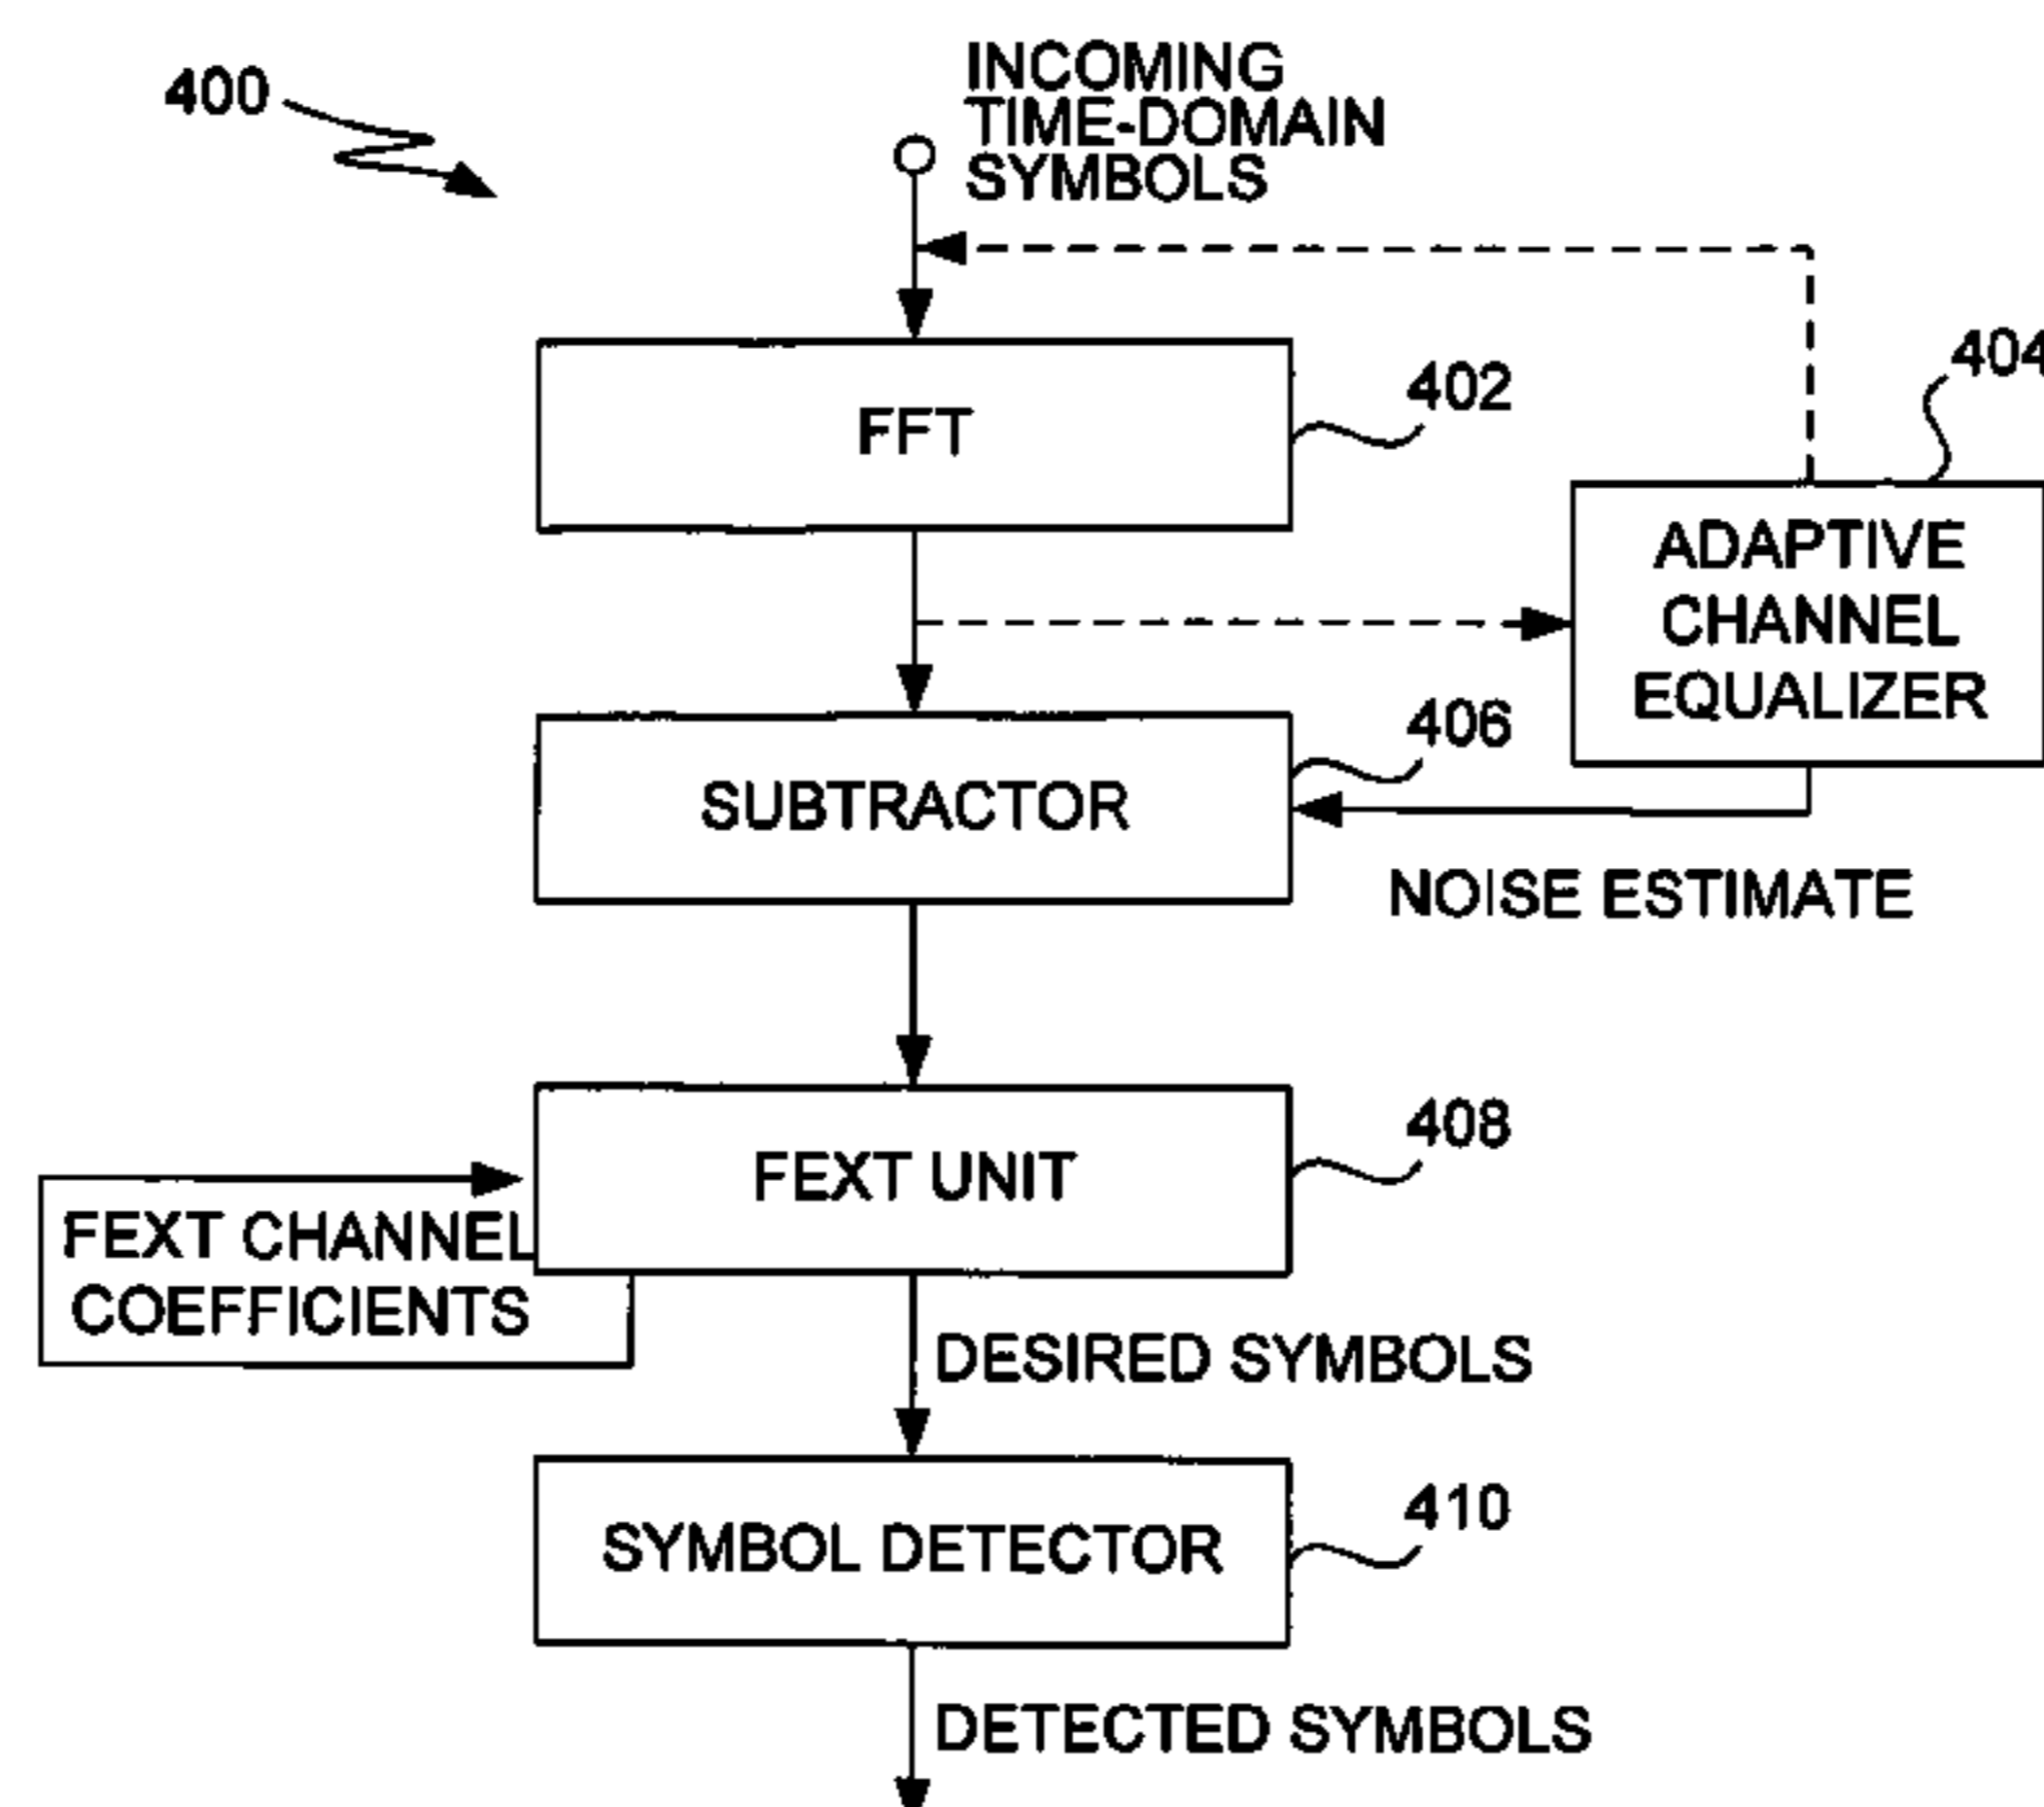 400
INCOMING
TIME-DOMAIN
SYMBOLS
FFT
402
404
ADAPTIVE
CHANNEL
EQUALIZER
SUBTRACTOR
406
NOISE ESTIMATE
FEXT UNIT
408
FEXT CHANNEL
COEFFICIENTS
DESIRED SYMBOLS
SYMBOL DETECTOR
410
DETECTED SYMBOLS